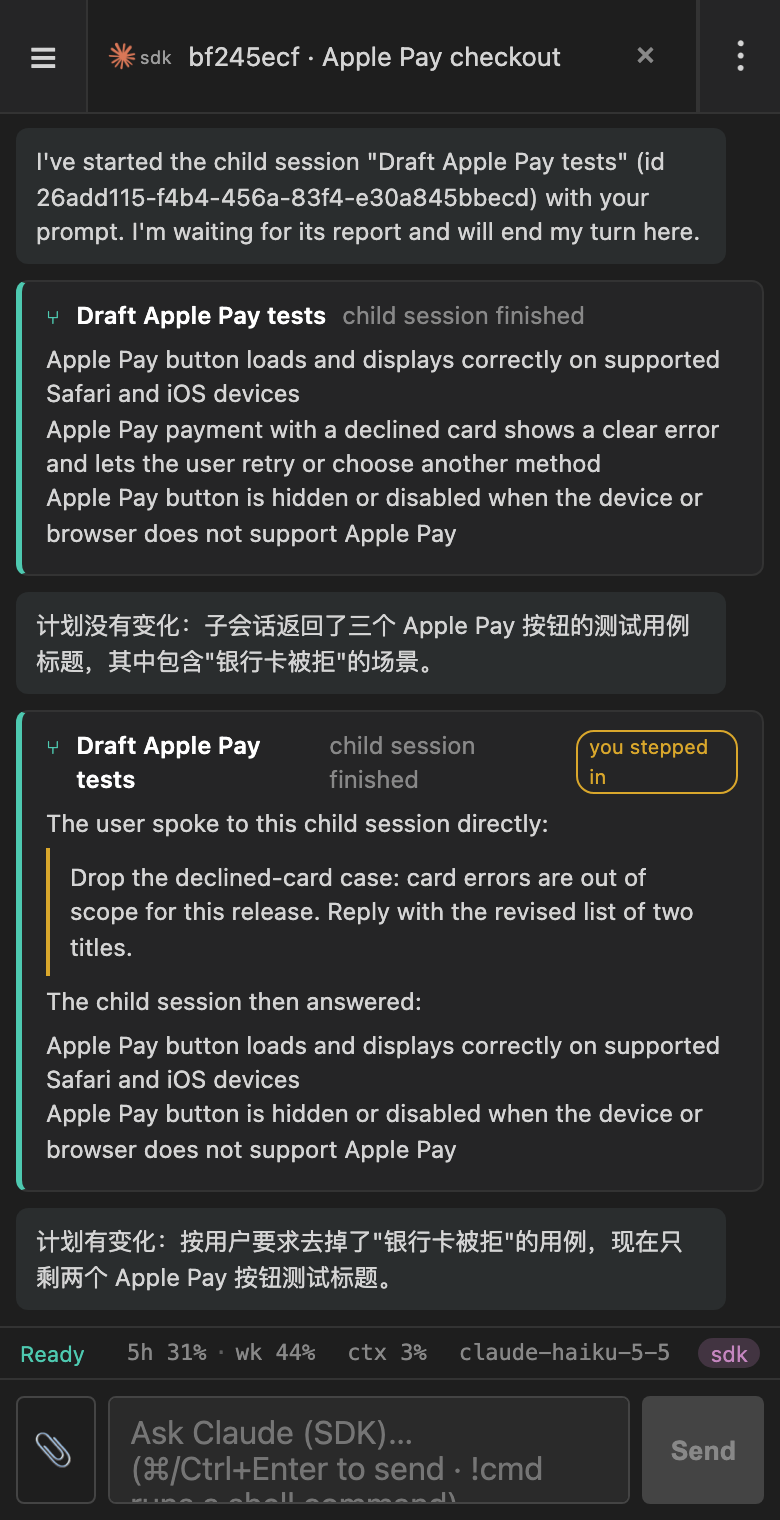 sdk bf245ecf · Apple Pay checkout ×
I've started the child session "Draft Apple Pay tests" (id
26add115-f4b4-456a-83f4-e30a845bbecd) with your
prompt. I'm waiting for its report and will end my turn here.
Draft Apple Pay tests child session finished
Apple Pay button loads and displays correctly on supported
Safari and iOS devices
Apple Pay payment with a declined card shows a clear error
and lets the user retry or choose another method
Apple Pay button is hidden or disabled when the device or
browser does not support Apple Pay
计划没有变化：子会话返回了三个 Apple Pay 按钮的测试用例
标题，其中包含"银行卡被拒"的场景。
Draft Apple Pay
tests
child session
finished
you stepped
in
The user spoke to this child session directly:
Drop the declined-card case: card errors are out of
scope for this release. Reply with the revised list of two
titles.
The child session then answered:
Apple Pay button loads and displays correctly on supported
Safari and iOS devices
Apple Pay button is hidden or disabled when the device or
browser does not support Apple Pay
计划有变化：按用户要求去掉了"银行卡被拒"的用例，现在只
剩两个 Apple Pay 按钮测试标题。
Ready 5h 31% · wk 44% ctx 3% claude-haiku-5-5 sdk
Ask Claude (SDK)...
(⌘/Ctrl+Enter to send · !cmd
runs a shell command)
Send